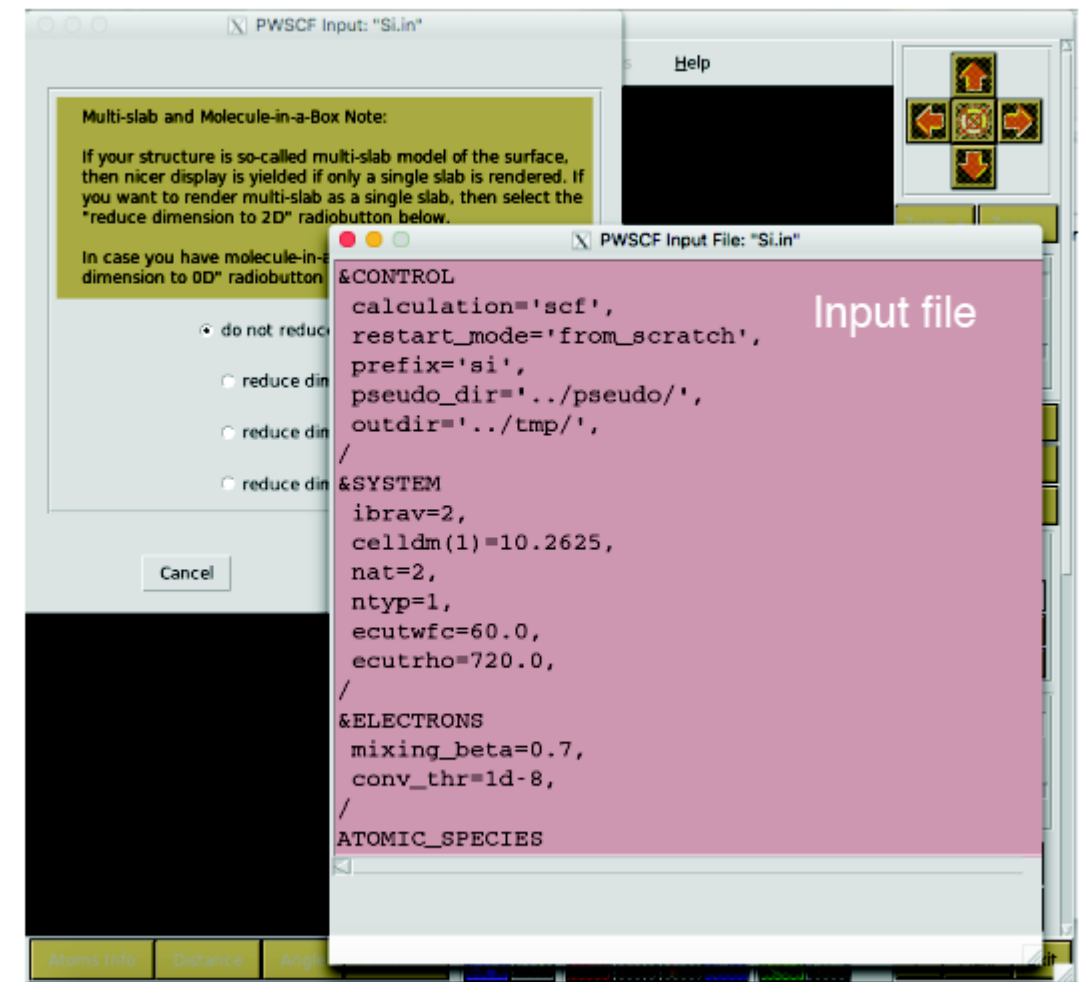 PWSCF Input: "Si.in"
Help
Multi-slab and Molecule-in-a-Box Note:
If your structure is so-called multi-slab model of the surface,
then nicer display is yielded if only a single slab is rendered. If
you want to render multi-slab as a single slab, then select the
"reduce dimension to 2D" radiobutton below.
In case you have molecule-in-a
dimension to 0D" radiobutton
do not reduc
reduce dim
reduce dim
reduce dim
Cancel
PWSCF Input File: "Si.in"
Input file
&CONTROL
calculation='scf',
restart_mode='from_scratch',
prefix='si',
pseudo_dir='../pseudo/',
outdir='../tmp/',
/
&SYSTEM
ibrav=2,
celldm(1)=10.2625,
nat=2,
ntyp=1,
ecutwfc=60.0,
ecutrho=720.0,
/
&ELECTRONS
mixing_beta=0.7,
conv_thr=1d-8,
/
ATOMIC_SPECIES
Atoms Info Distance Angle